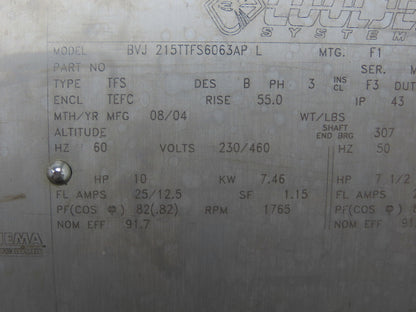 SYSTEM
MODEL BVJ 215TTFS6063AP L MTG. F1
PART NO SER.
TYPE TFS DES B PH 3 INS CL F3 DUT
ENCL TEFC RISE 55.0 IP 43
MTH/YR MFG 08/04 WT/LBS
ALTITUDE SHAFT END BRG 307
HZ 60 VOLTS 230/460 HZ 50
HP 10 KW 7.46 HP 7 1/2
FL AMPS 25/12.5 SF 1.15 FL AMPS
PF(COS φ) 82(.82) RPM 1765 PF(COS φ)
NOM EFF 91.7 NOM EFF
NEMA